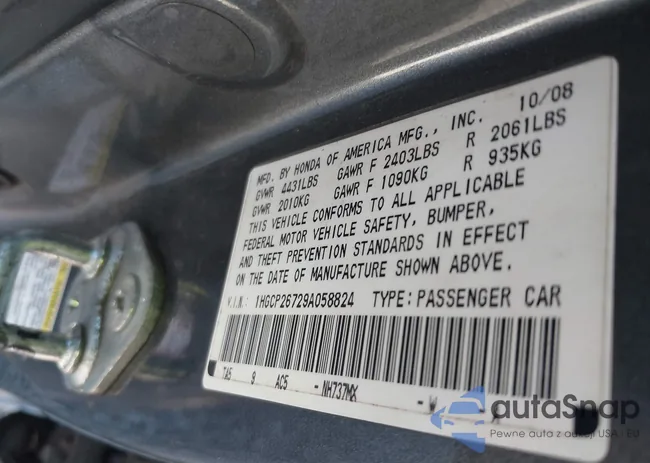 MFD. BY HONDA OF AMERICA MFG., INC. 10/08
GVWR 4431LBS GAWR F 2403LBS R 2061LBS
GVWR 2010KG GAWR F 1090KG R 935KG
THIS VEHICLE CONFORMS TO ALL APPLICABLE
FEDERAL MOTOR VEHICLE SAFETY, BUMPER,
AND THEFT PREVENTION STANDARDS IN EFFECT
ON THE DATE OF MANUFACTURE SHOWN ABOVE.
V.I.N.: 1HGCP26729A058824 TYPE: PASSENGER CAR
TA5 9 AC5 - NH737MX - W
autoSnap
Pewne auta z aukcji USA i EU